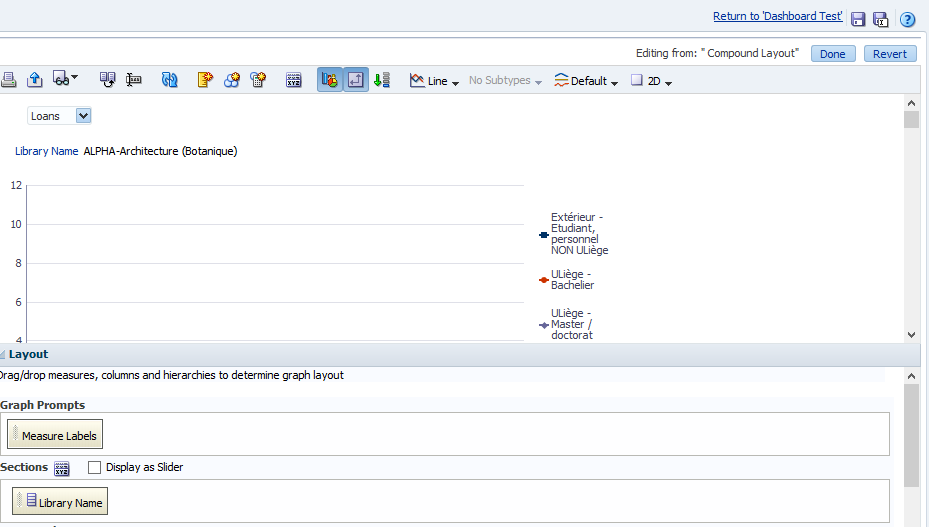 Return to 'Dashboard Test'
Editing from: " Compound Layout"
Done
Revert
Line
No Subtypes
Default
2D
Loans
Library Name ALPHA-Architecture (Botanique)
12
10
8
6
4
Extérieur -
Etudiant,
personnel
NON ULiège
ULiège -
Bachelier
ULiège -
Master /
doctorat
Layout
Drag/drop measures, columns and hierarchies to determine graph layout
Graph Prompts
Measure Labels
Sections
Display as Slider
Library Name